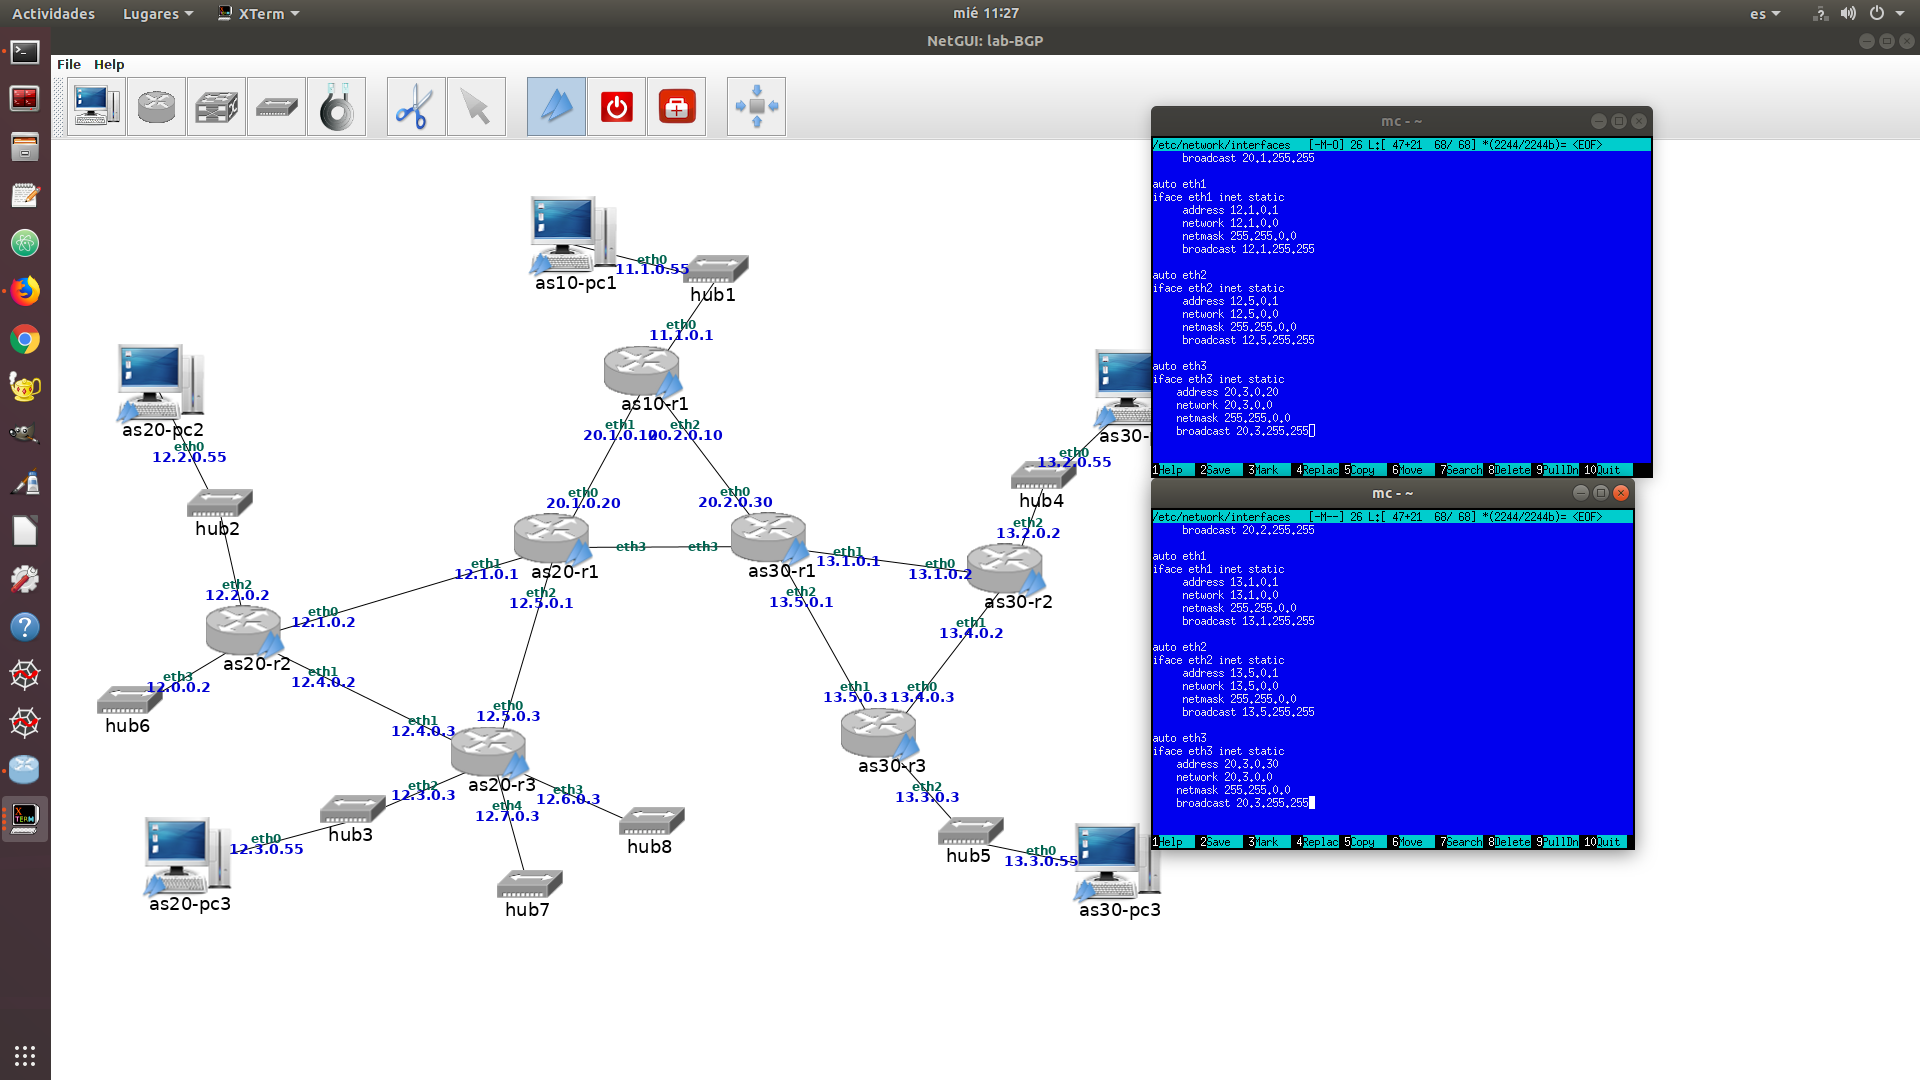 Actividades Lugares XTerm mié 11:27 es
NetGUI: lab-BGP
File Help
as10-pc1
eth0
11.1.0.55
hub1
eth0
11.1.0.1
as10-r1
eth1
20.1.0.10
eth2
20.2.0.10
as20-pc2
eth0
12.2.0.55
hub2
eth2
12.2.0.2
as20-r2
eth0
12.1.0.2
eth1
12.4.0.2
eth3
12.0.0.2
hub6
eth0
20.1.0.20
as20-r1
eth1
12.1.0.1
eth2
12.5.0.1
eth3
eth3
eth0
20.2.0.30
as30-r1
eth1
13.1.0.1
eth2
13.5.0.1
eth0
13.1.0.2
as30-r2
eth2
13.2.0.2
eth1
13.4.0.2
hub4
eth0
13.2.0.55
as30-
eth0
12.5.0.3
eth1
12.4.0.3
as20-r3
eth2
12.3.0.3
eth3
12.6.0.3
eth4
12.7.0.3
hub3
eth0
12.3.0.55
as20-pc3
hub8
hub7
eth1
13.5.0.3
eth0
13.4.0.3
as30-r3
eth2
13.3.0.3
hub5
eth0
13.3.0.55
as30-pc3
mc - ~
/etc/network/interfaces [-M-O] 26 L:[ 47+21 68/ 68] *(2244/2244b)= <EOF>
broadcast 20.1.255.255
auto eth1
iface eth1 inet static
address 12.1.0.1
network 12.1.0.0
netmask 255.255.0.0
broadcast 12.1.255.255
auto eth2
iface eth2 inet static
address 12.5.0.1
network 12.5.0.0
netmask 255.255.0.0
broadcast 12.5.255.255
auto eth3
iface eth3 inet static
address 20.3.0.20
network 20.3.0.0
netmask 255.255.0.0
broadcast 20.3.255.255
1Help 2Save 3Mark 4Replac 5Copy 6Move 7Search 8Delete 9PullDn 10Quit
mc - ~
/etc/network/interfaces [-M--] 26 L:[ 47+21 68/ 68] *(2244/2244b)= <EOF>
broadcast 20.2.255.255
auto eth1
iface eth1 inet static
address 13.1.0.1
network 13.1.0.0
netmask 255.255.0.0
broadcast 13.1.255.255
auto eth2
iface eth2 inet static
address 13.5.0.1
network 13.5.0.0
netmask 255.255.0.0
broadcast 13.5.255.255
auto eth3
iface eth3 inet static
address 20.3.0.30
network 20.3.0.0
netmask 255.255.0.0
broadcast 20.3.255.255
1Help 2Save 3Mark 4Replac 5Copy 6Move 7Search 8Delete 9PullDn 10Quit